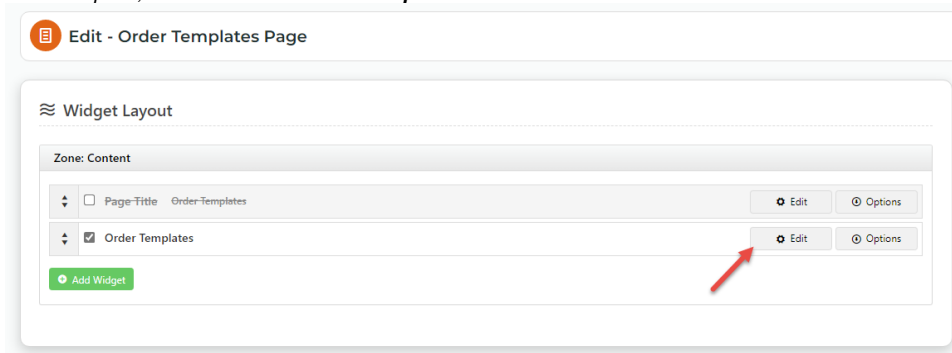 Edit - Order Templates Page
Widget Layout
Zone: Content
Page Title Order Templates Edit Options
Order Templates Edit Options
Add Widget